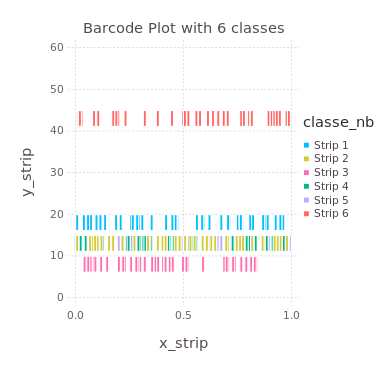 Barcode Plot with 6 classes
y_strip
60
50
40
30
20
10
0
0.0
0.5
1.0
x_strip
classe_nb
Strip 1
Strip 2
Strip 3
Strip 4
Strip 5
Strip 6